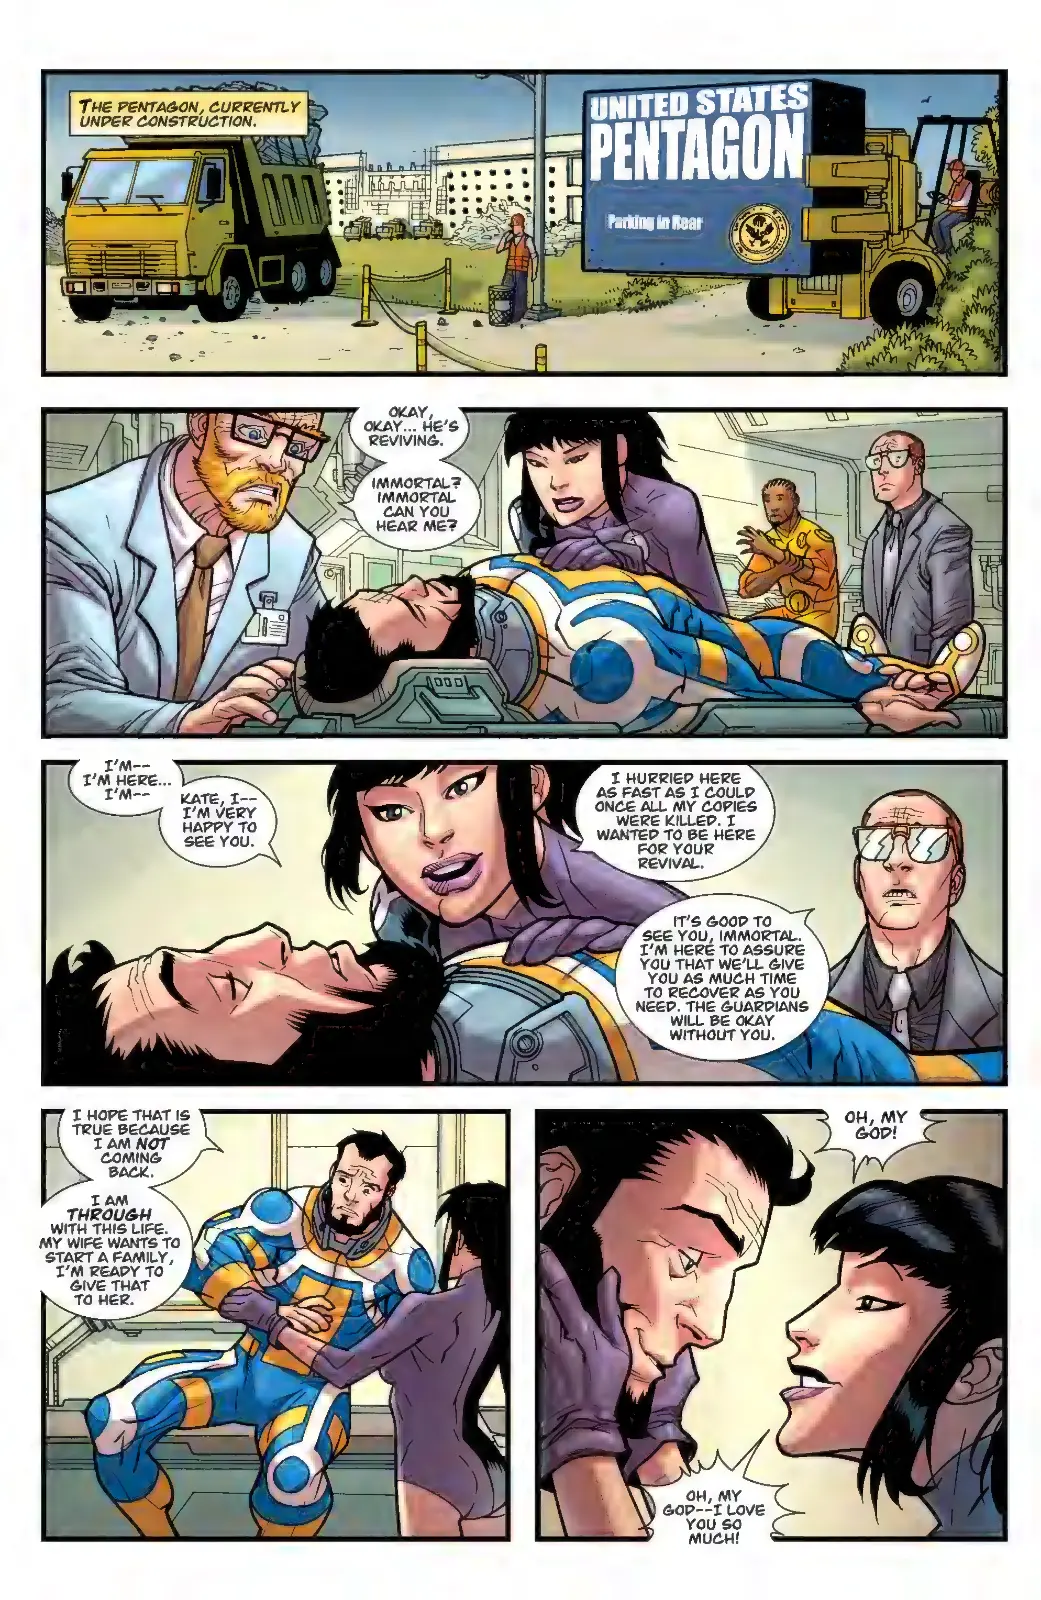 THE PENTAGON, CURRENTLY
UNDER CONSTRUCTION.
UNITED STATES
PENTAGON
Parking in Rear
OKAY,
OKAY... HE'S
REVIVING.
IMMORTAL?
IMMORTAL
CAN YOU
HEAR ME?
I'M--
I'M HERE...
I'M--
KATE, I--
I'M VERY
HAPPY TO
SEE YOU.
I HURRIED HERE
AS FAST AS I COULD
ONCE ALL MY COPIES
WERE KILLED. I
WANTED TO BE HERE
FOR YOUR
REVIVAL.
IT'S GOOD TO
SEE YOU, IMMORTAL.
I'M HERE TO ASSURE
YOU THAT WE'LL GIVE
YOU AS MUCH TIME
TO RECOVER AS YOU
NEED. THE GUARDIANS
WILL BE OKAY
WITHOUT YOU.
I HOPE THAT IS
TRUE BECAUSE
I AM NOT
COMING
BACK.
I AM
THROUGH
WITH THIS LIFE.
MY WIFE WANTS TO
START A FAMILY,
I'M READY TO
GIVE THAT
TO HER.
OH, MY
GOD!
OH, MY
GOD--I LOVE
YOU SO
MUCH!